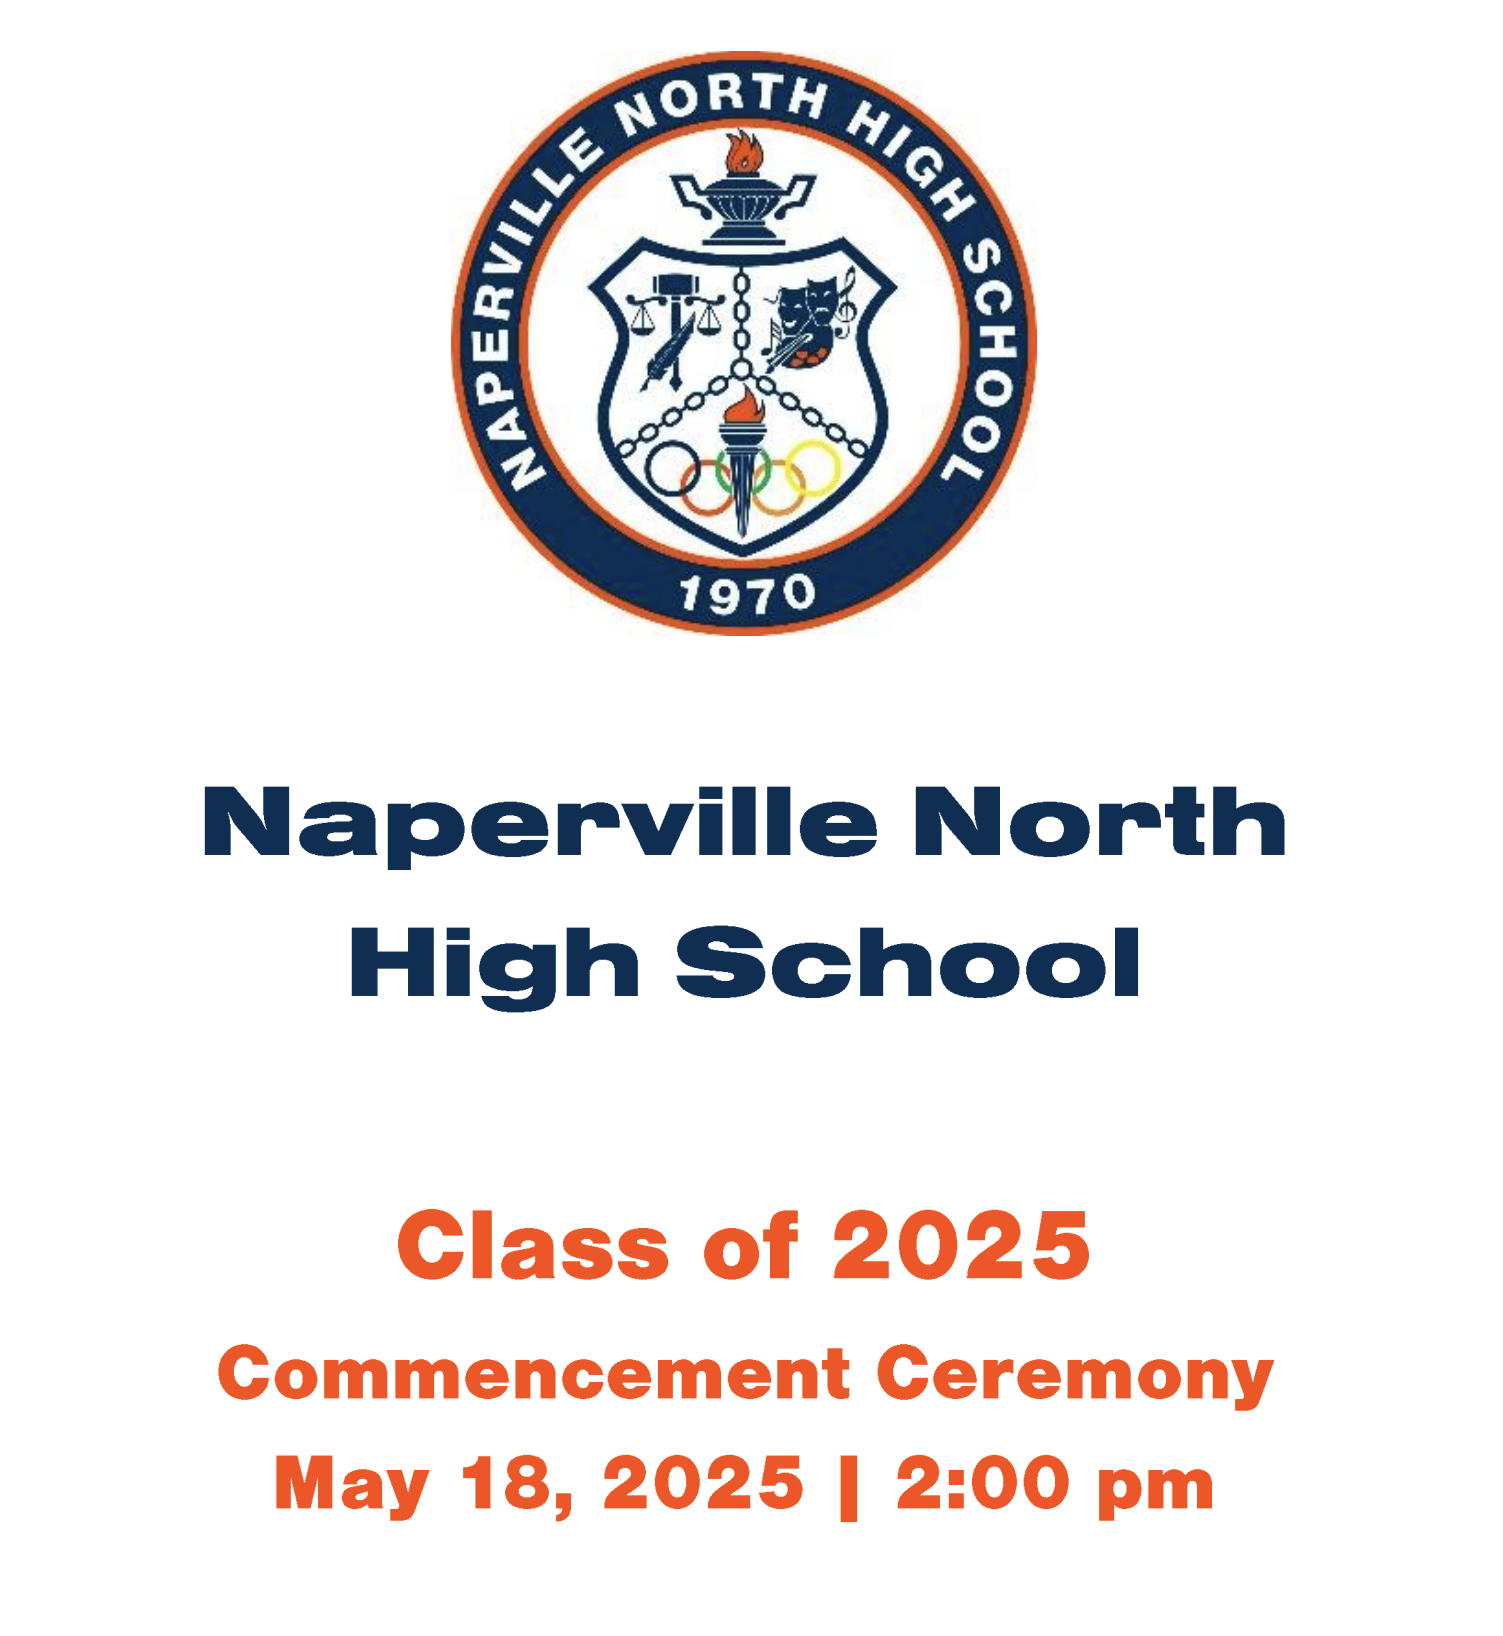 NAPERVILLE NORTH HIGH SCHOOL
1970
Naperville North
High School
Class of 2025
Commencement Ceremony
May 18, 2025 | 2:00 pm